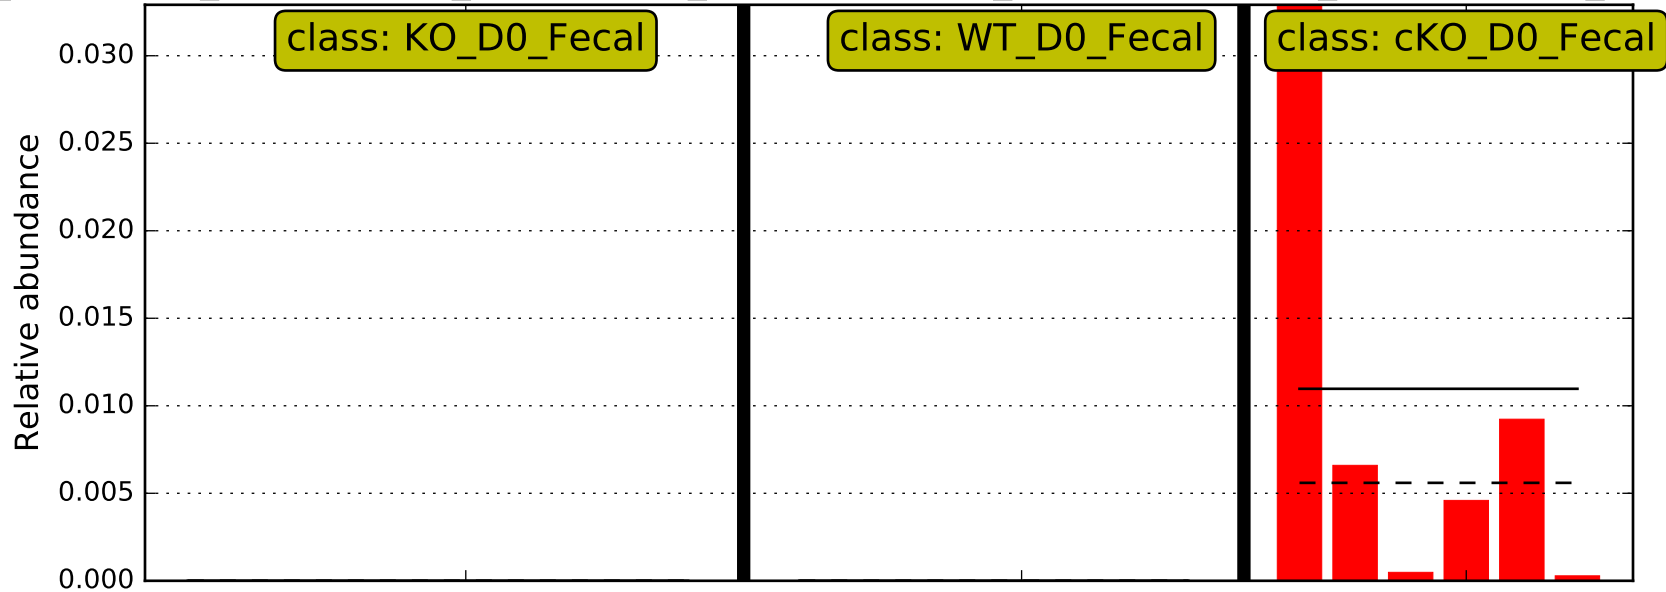 class: KO_D0_Fecal
class: WT_D0_Fecal
class: cKO_D0_Fecal
Relative abundance
0.030
0.025
0.020
0.015
0.010
0.005
0.000